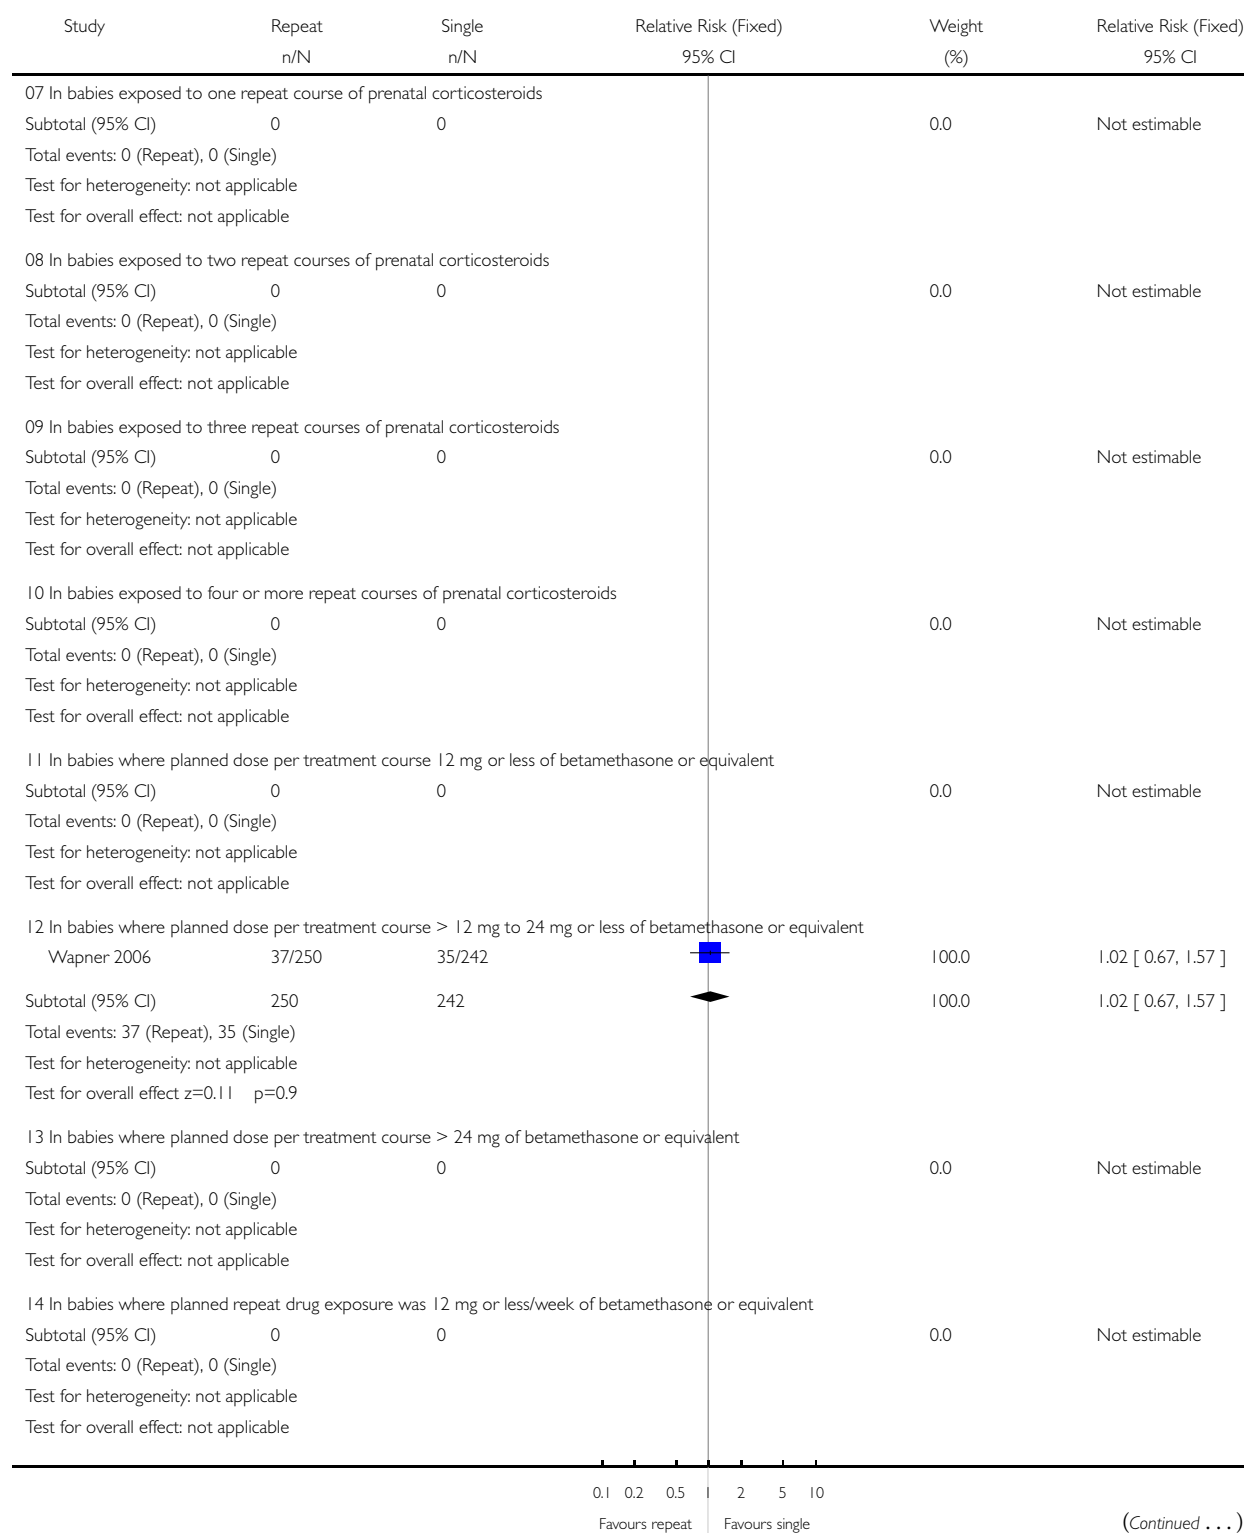 Study Repeat Single Relative Risk (Fixed) Weight Relative Risk (Fixed)
n/N n/N 95% CI (%) 95% CI
07 In babies exposed to one repeat course of prenatal corticosteroids
Subtotal (95% CI) 0 0 0.0 Not estimable
Total events: 0 (Repeat), 0 (Single)
Test for heterogeneity: not applicable
Test for overall effect: not applicable
08 In babies exposed to two repeat courses of prenatal corticosteroids
Subtotal (95% CI) 0 0 0.0 Not estimable
Total events: 0 (Repeat), 0 (Single)
Test for heterogeneity: not applicable
Test for overall effect: not applicable
09 In babies exposed to three repeat courses of prenatal corticosteroids
Subtotal (95% CI) 0 0 0.0 Not estimable
Total events: 0 (Repeat), 0 (Single)
Test for heterogeneity: not applicable
Test for overall effect: not applicable
10 In babies exposed to four or more repeat courses of prenatal corticosteroids
Subtotal (95% CI) 0 0 0.0 Not estimable
Total events: 0 (Repeat), 0 (Single)
Test for heterogeneity: not applicable
Test for overall effect: not applicable
11 In babies where planned dose per treatment course 12 mg or less of betamethasone or equivalent
Subtotal (95% CI) 0 0 0.0 Not estimable
Total events: 0 (Repeat), 0 (Single)
Test for heterogeneity: not applicable
Test for overall effect: not applicable
12 In babies where planned dose per treatment course > 12 mg to 24 mg or less of betamethasone or equivalent
Wapner 2006 37/250 35/242 100.0 1.02 [ 0.67, 1.57 ]
Subtotal (95% CI) 250 242 100.0 1.02 [ 0.67, 1.57 ]
Total events: 37 (Repeat), 35 (Single)
Test for heterogeneity: not applicable
Test for overall effect z=0.11 p=0.9
13 In babies where planned dose per treatment course > 24 mg of betamethasone or equivalent
Subtotal (95% CI) 0 0 0.0 Not estimable
Total events: 0 (Repeat), 0 (Single)
Test for heterogeneity: not applicable
Test for overall effect: not applicable
14 In babies where planned repeat drug exposure was 12 mg or less/week of betamethasone or equivalent
Subtotal (95% CI) 0 0 0.0 Not estimable
Total events: 0 (Repeat), 0 (Single)
Test for heterogeneity: not applicable
Test for overall effect: not applicable
0.1 0.2 0.5 1 2 5 10
Favours repeat Favours single (Continued . . . )